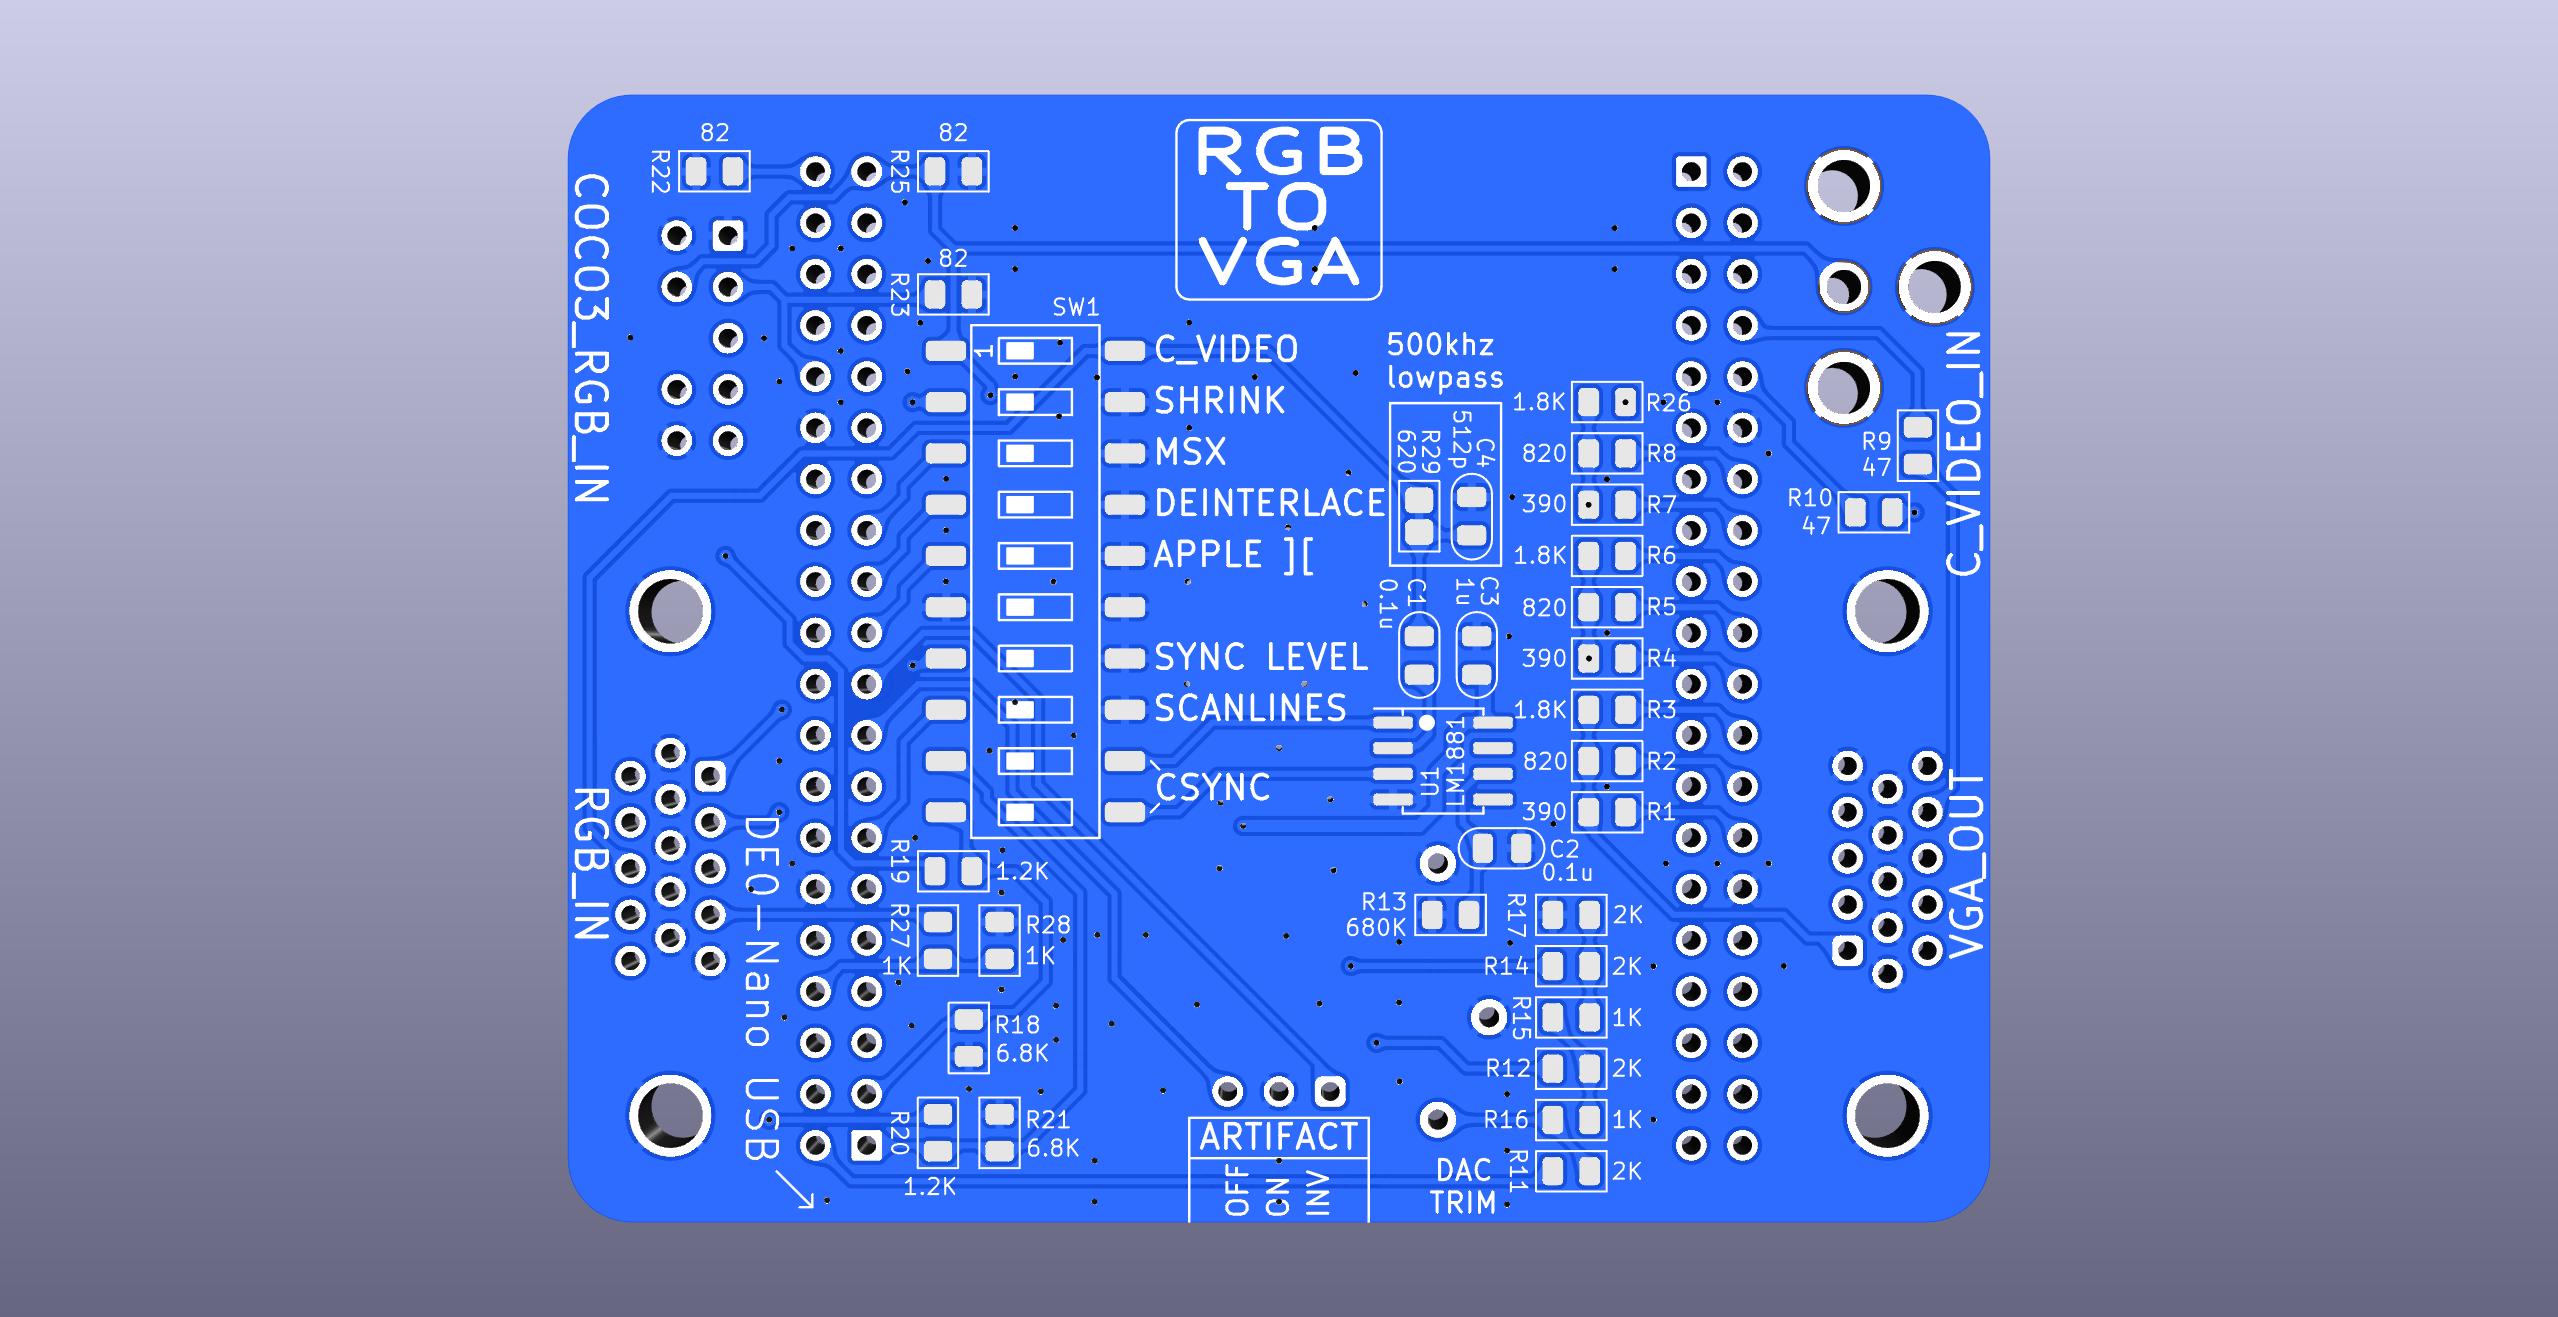 RGB
TO
VGA
82
R22
82
R25
82
R23
COCO3_RGB_IN
SW1
1
C_VIDEO
SHRINK
MSX
DEINTERLACE
APPLE ][
SYNC LEVEL
SCANLINES
CSYNC
500khz
lowpass
R29
620
C4
512p
C1
0.1u
C3
1u
U1
LM1881
1.8K R26
820 R8
390 R7
1.8K R6
820 R5
390 R4
1.8K R3
820 R2
390 R1
C2
0.1u
R9
47
R10
47
C_VIDEO_IN
VGA_OUT
RGB_IN
DE0-Nano USB
R19 1.2K
R27
1K
R28
1K
R18
6.8K
R20
1.2K
R21
6.8K
R13
680K
R17 2K
R14 2K
R15 1K
R12 2K
R16 1K
R11 2K
DAC
TRIM
ARTIFACT
OFF
ON
INV